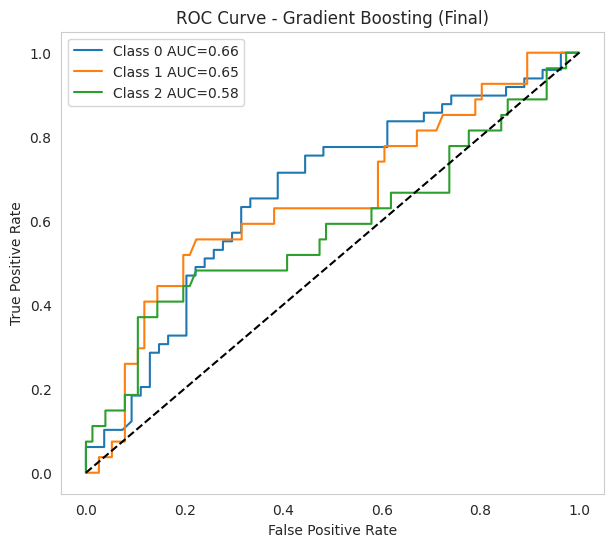 ROC Curve - Gradient Boosting (Final)
Class 0 AUC=0.66
Class 1 AUC=0.65
Class 2 AUC=0.58
1.0
0.8
0.6
0.4
0.2
0.0
True Positive Rate
0.0 0.2 0.4 0.6 0.8 1.0
False Positive Rate